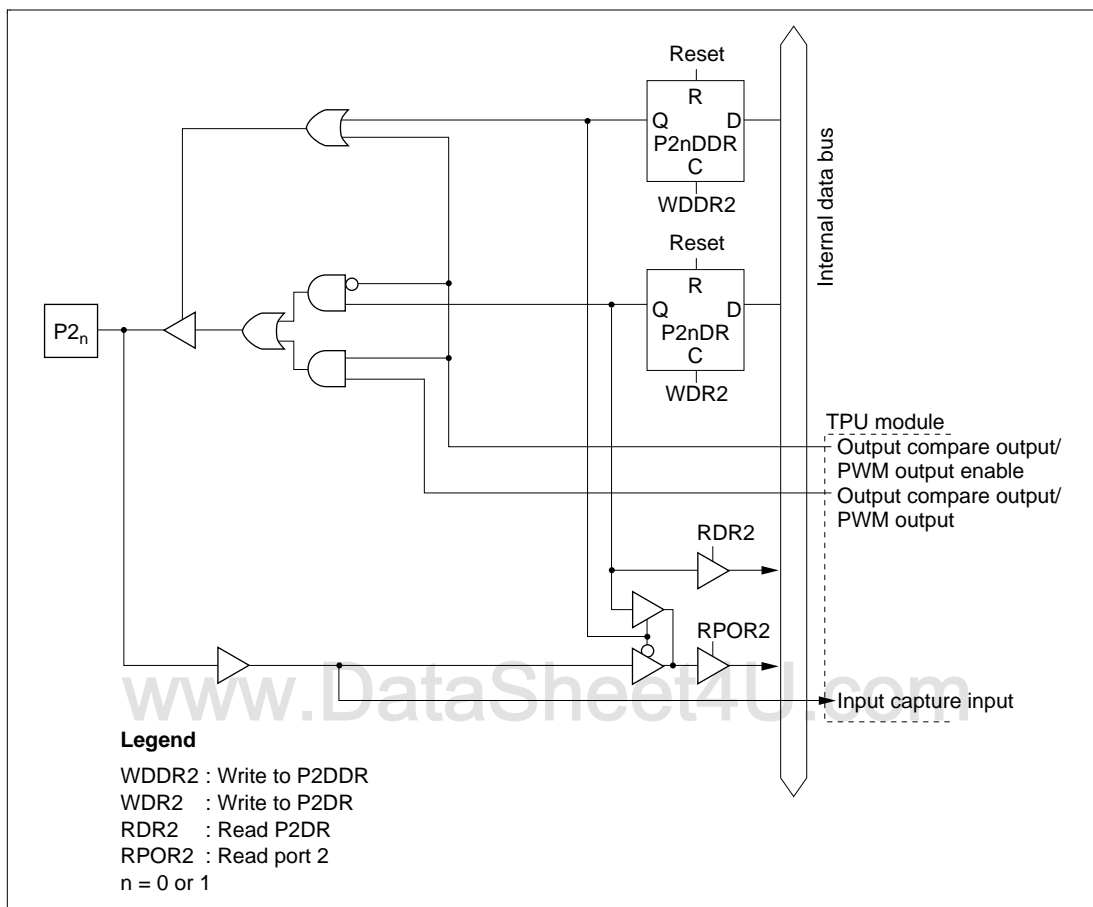 Reset
R
Q D
P2nDDR
C
WDDR2
Reset
R
Q D
P2nDR
C
WDR2
Internal data bus
P2n
TPU module
Output compare output/
PWM output enable
Output compare output/
PWM output
RDR2
RPOR2
Input capture input
www.DataSheet4U.com
Legend
WDDR2 : Write to P2DDR
WDR2 : Write to P2DR
RDR2 : Read P2DR
RPOR2 : Read port 2
n = 0 or 1